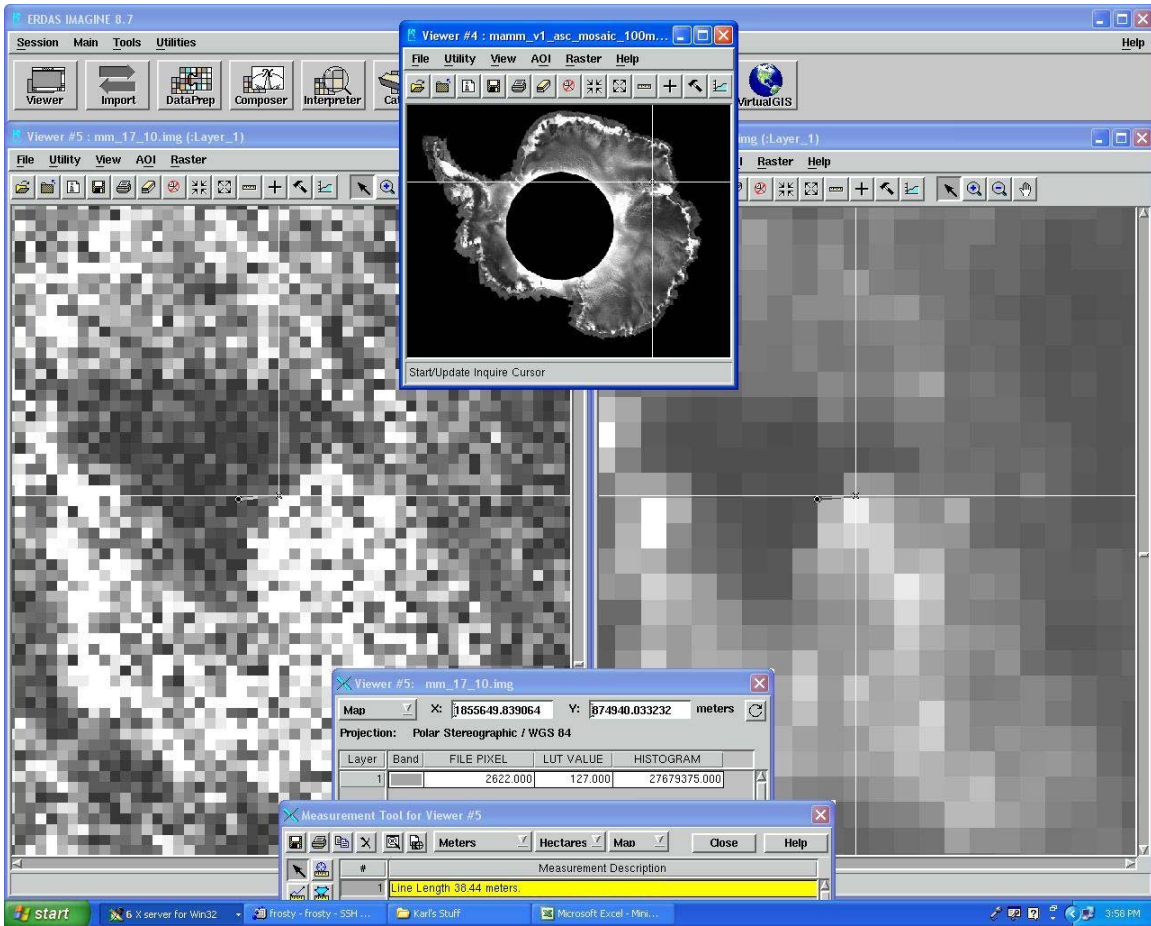 ERDAS IMAGINE 8.7
Session Main Tools Utilities Help
Viewer Import DataPrep Composer Interpreter VirtualGIS
Viewer #4 : mamm_v1_asc_mosaic_100m...
File Utility View AOI Raster Help
Start/Update Inquire Cursor
Viewer #5 : mm_17_10.img (:Layer_1)
File Utility View AOI Raster
img (:Layer_1)
Raster Help
Viewer #5: mm_17_10.img
Map X: 1855649.839064 Y: 874940.033232 meters
Projection: Polar Stereographic / WGS 84
Layer Band FILE PIXEL LUT VALUE HISTOGRAM
1 2622.000 127.000 27679375.000
Measurement Tool for Viewer #5
Meters Hectares Map Close Help
# Measurement Description
1 Line Length 38.44 meters.
start 6 X server for Win32 frosty - frosty - SSH ... Karl's Stuff Microsoft Excel - Mini... 3:58 PM